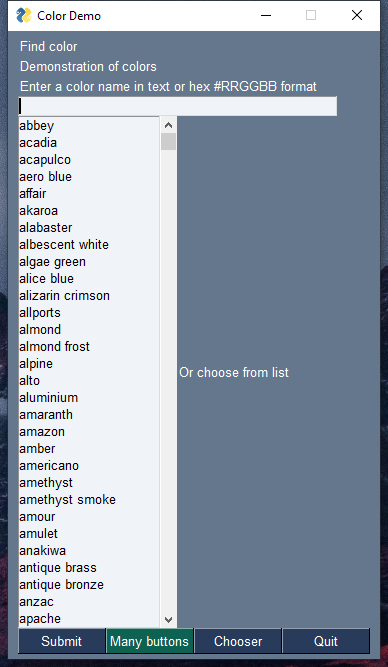 Color Demo
Find color
Demonstration of colors
Enter a color name in text or hex #RRGGBB format
abbey
acadia
acapulco
aero blue
affair
akaroa
alabaster
albescent white
algae green
alice blue
alizarin crimson
allports
almond
almond frost
alpine
alto
aluminium
amaranth
amazon
amber
americano
amethyst
amethyst smoke
amour
amulet
anakiwa
antique brass
antique bronze
anzac
apache
Or choose from list
Submit Many buttons Chooser Quit